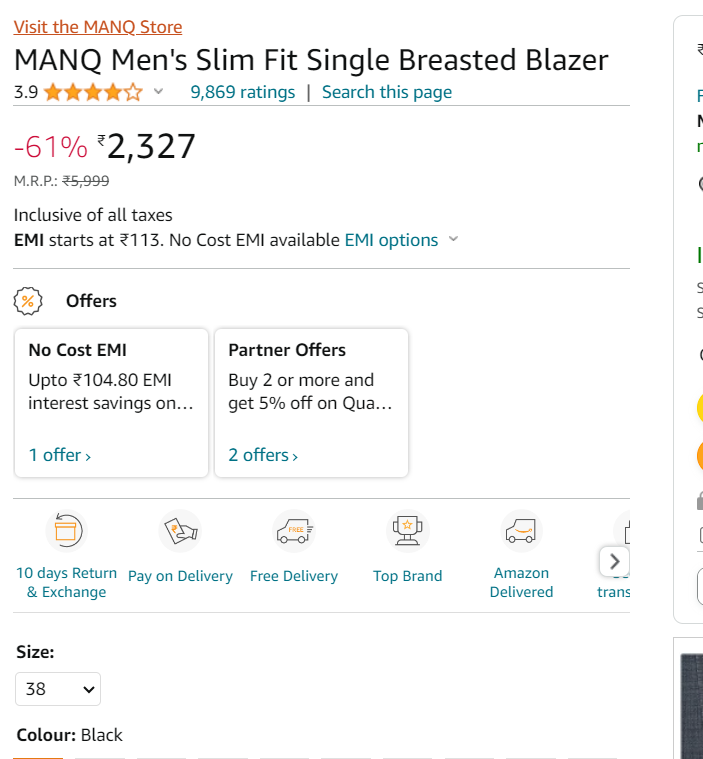 Visit the MANQ Store
MANQ Men's Slim Fit Single Breasted Blazer
3.9 9,869 ratings | Search this page
-61% ₹2,327
M.R.P.: ₹5,999
Inclusive of all taxes
EMI starts at ₹113. No Cost EMI available EMI options
Offers
No Cost EMI
Upto ₹104.80 EMI
interest savings on…
1 offer ›
Partner Offers
Buy 2 or more and
get 5% off on Qua…
2 offers ›
FREE
10 days Return
& Exchange
Pay on Delivery
Free Delivery
Top Brand
Amazon
Delivered
trans
Size:
38
Colour: Black